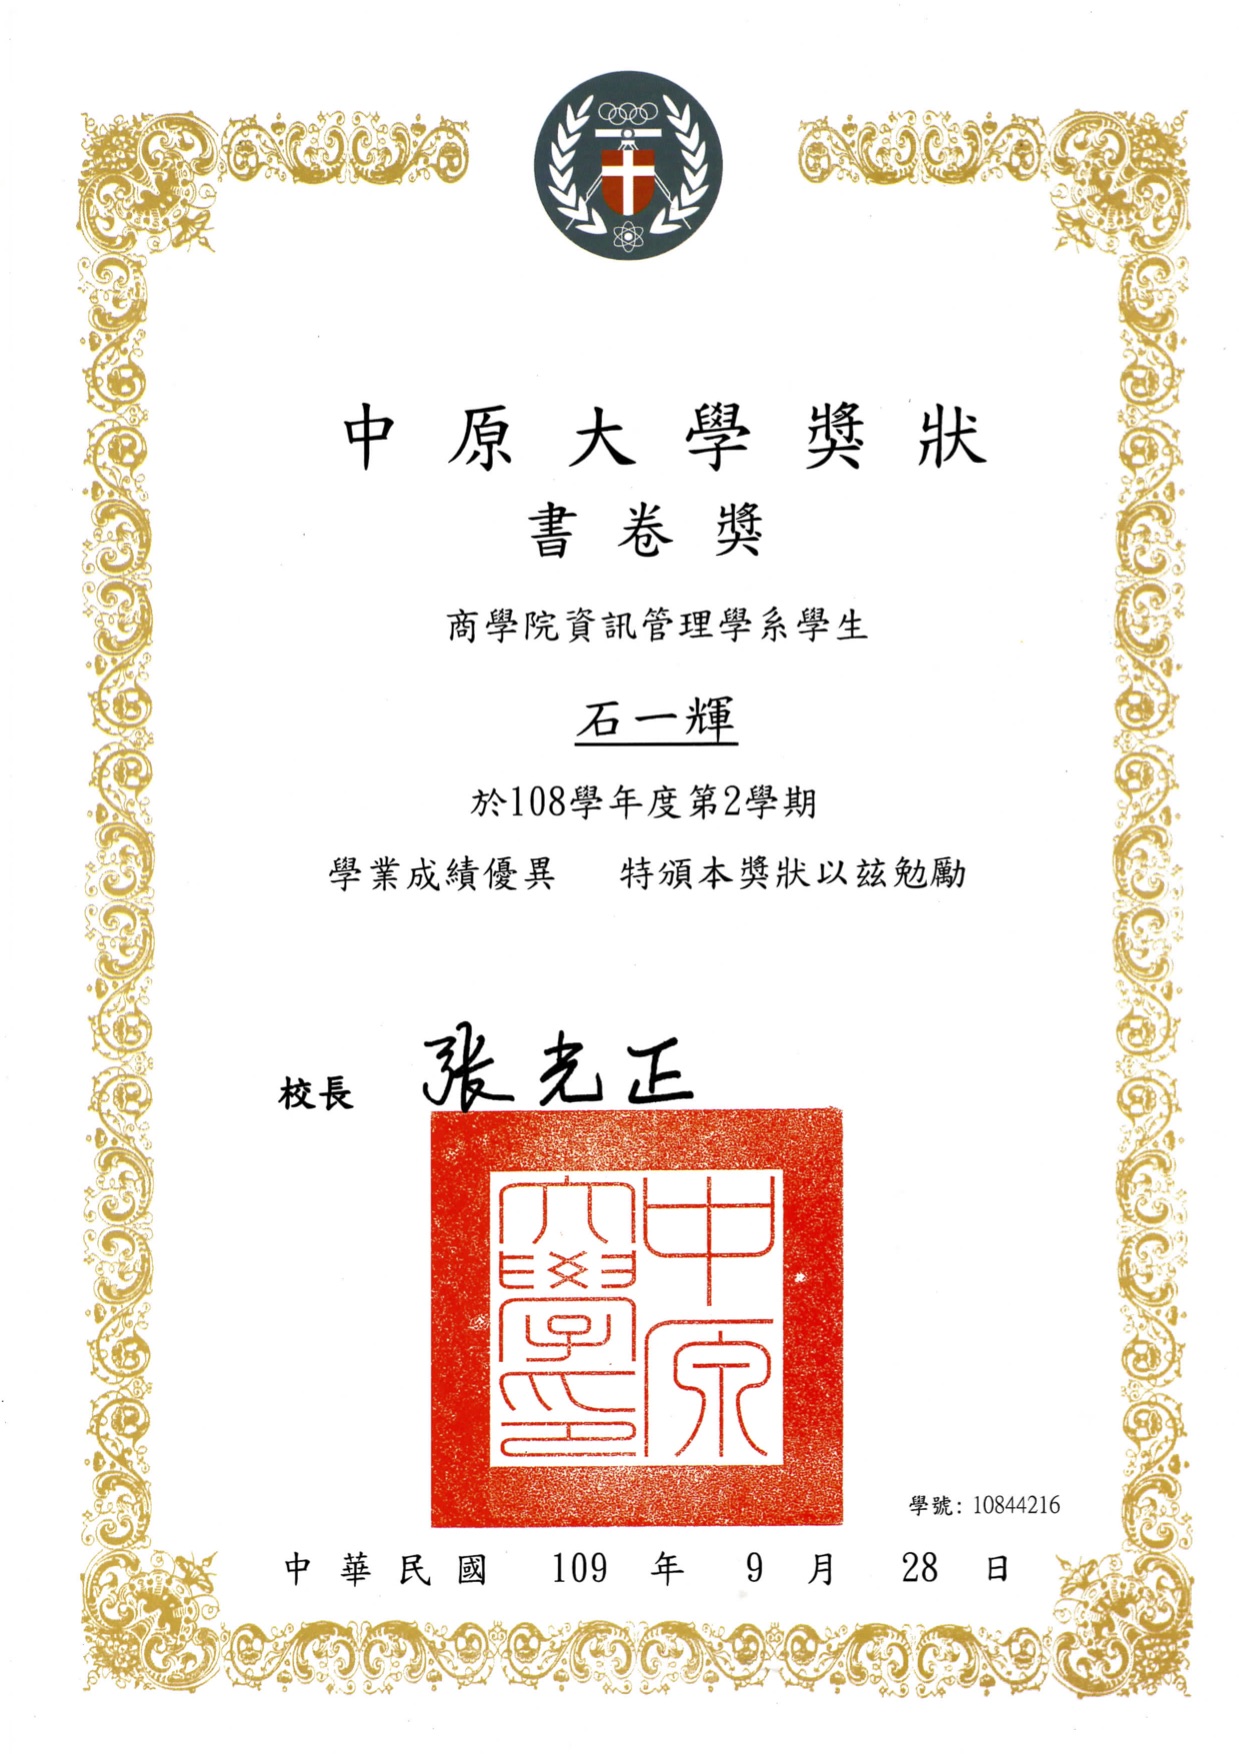 中原大學獎狀
書卷獎
商學院資訊管理學系學生
石一輝
於108學年度第2學期
學業成績優異　特頒本獎狀以茲勉勵
校長　張光正
中原
大學印
學號: 10844216
中華民國 109 年 9 月 28 日